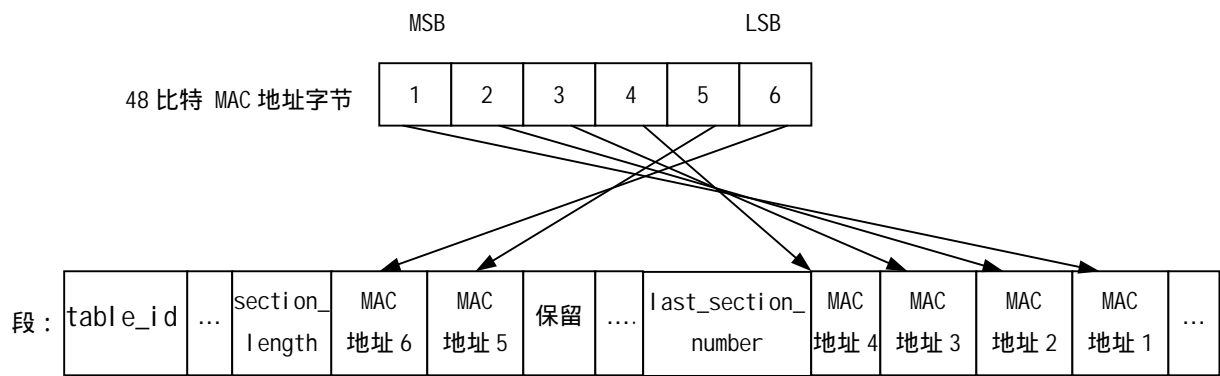 MSB LSB
48 比特 MAC 地址字节 1 2 3 4 5 6
段: table_id ... section_ length MAC 地址 6 MAC 地址 5 保留 .... last_section_ number MAC 地址 4 MAC 地址 3 MAC 地址 2 MAC 地址 1 ...